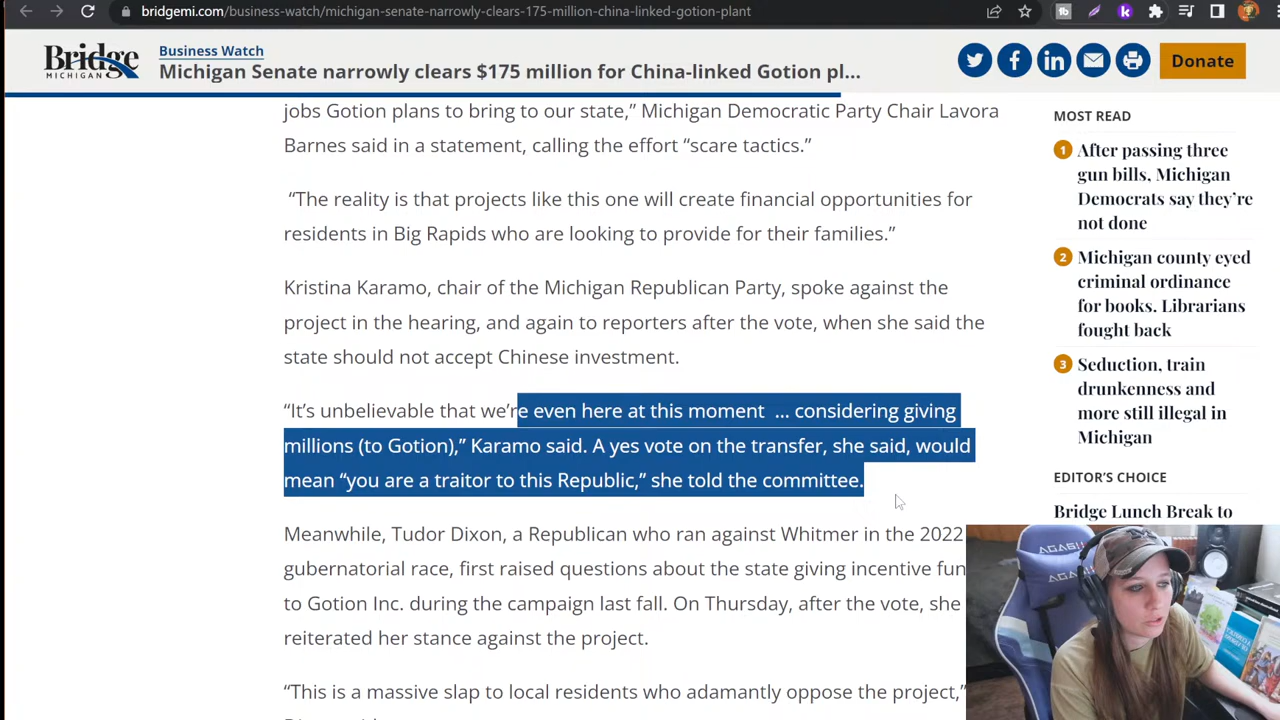 bridgemi.com/business-watch/michigan-senate-narrowly-clears-175-million-china-linked-gotion-plant
Bridge
MICHIGAN
Business Watch
Michigan Senate narrowly clears $175 million for China-linked Gotion pl...
Donate
jobs Gotion plans to bring to our state,” Michigan Democratic Party Chair Lavora
Barnes said in a statement, calling the effort “scare tactics.”
“The reality is that projects like this one will create financial opportunities for
residents in Big Rapids who are looking to provide for their families.”
Kristina Karamo, chair of the Michigan Republican Party, spoke against the
project in the hearing, and again to reporters after the vote, when she said the
state should not accept Chinese investment.
“It’s unbelievable that we’re even here at this moment ... considering giving
millions (to Gotion),” Karamo said. A yes vote on the transfer, she said, would
mean “you are a traitor to this Republic,” she told the committee.
Meanwhile, Tudor Dixon, a Republican who ran against Whitmer in the 2022
gubernatorial race, first raised questions about the state giving incentive fun
to Gotion Inc. during the campaign last fall. On Thursday, after the vote, she
reiterated her stance against the project.
“This is a massive slap to local residents who adamantly oppose the project,”
MOST READ
1 After passing three
gun bills, Michigan
Democrats say they’re
not done
2 Michigan county eyed
criminal ordinance
for books. Librarians
fought back
3 Seduction, train
drunkenness and
more still illegal in
Michigan
EDITOR’S CHOICE
Bridge Lunch Break to
AGAS